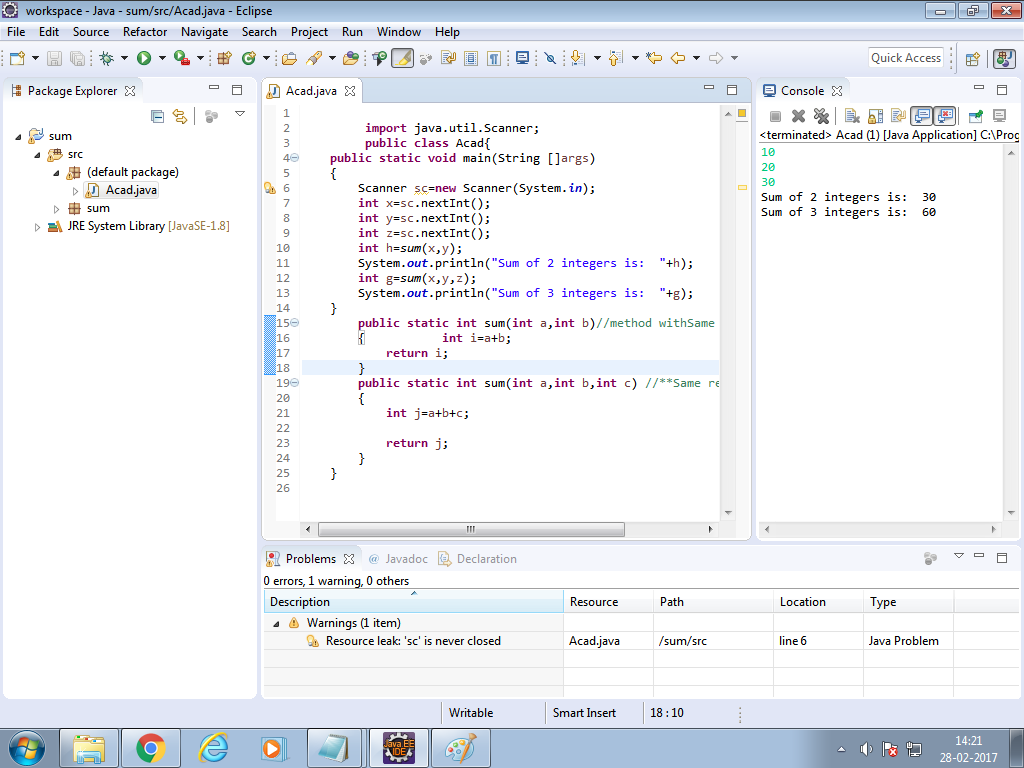 workspace - Java - sum/src/Acad.java - Eclipse
File Edit Source Refactor Navigate Search Project Run Window Help
Quick Access
Package Explorer
sum
src
(default package)
Acad.java
sum
JRE System Library [JavaSE-1.8]
Acad.java
1
2 import java.util.Scanner;
3 public class Acad{
4 public static void main(String []args)
5 {
6 Scanner sc=new Scanner(System.in);
7 int x=sc.nextInt();
8 int y=sc.nextInt();
9 int z=sc.nextInt();
10 int h=sum(x,y);
11 System.out.println("Sum of 2 integers is:  "+h);
12 int g=sum(x,y,z);
13 System.out.println("Sum of 3 integers is:  "+g);
14 }
15 public static int sum(int a,int b)//method withSame
16 { int i=a+b;
17 return i;
18 }
19 public static int sum(int a,int b,int c) //**Same re
20 {
21 int j=a+b+c;
22
23 return j;
24 }
25 }
26
Console
<terminated> Acad (1) [Java Application] C:\Prog
10
20
30
Sum of 2 integers is:  30
Sum of 3 integers is:  60
Problems @ Javadoc Declaration
0 errors, 1 warning, 0 others
Description Resource Path Location Type
Warnings (1 item)
Resource leak: 'sc' is never closed Acad.java /sum/src line 6 Java Problem
Writable Smart Insert 18 : 10
Java EE
IDE
14:21
28-02-2017